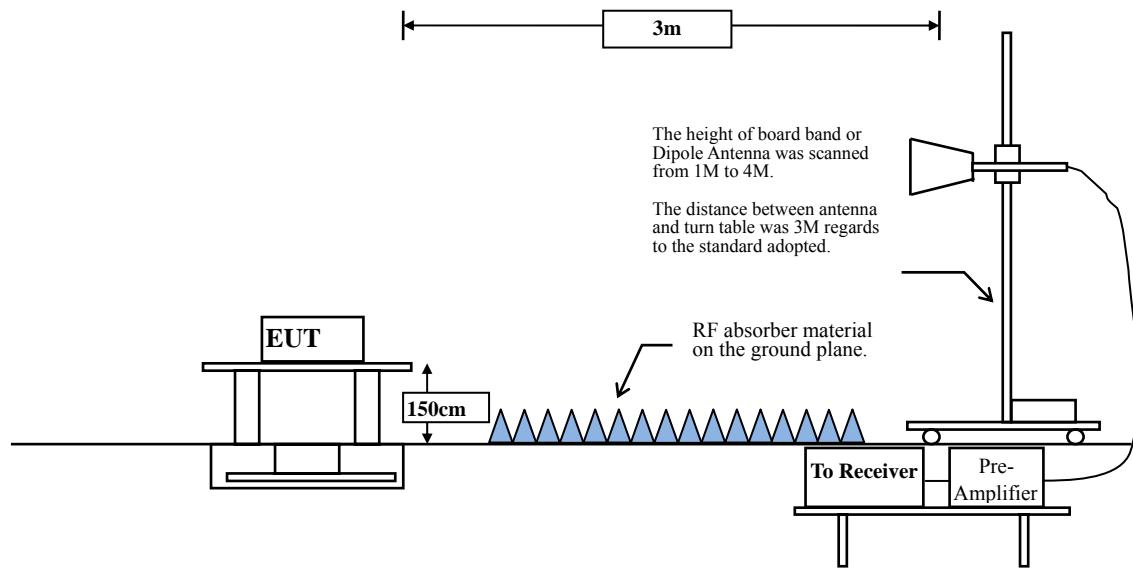 3m
The height of board band or
Dipole Antenna was scanned
from 1M to 4M.
The distance between antenna
and turn table was 3M regards
to the standard adopted.
EUT
RF absorber material
on the ground plane.
150cm
To Receiver
Pre-
Amplifier